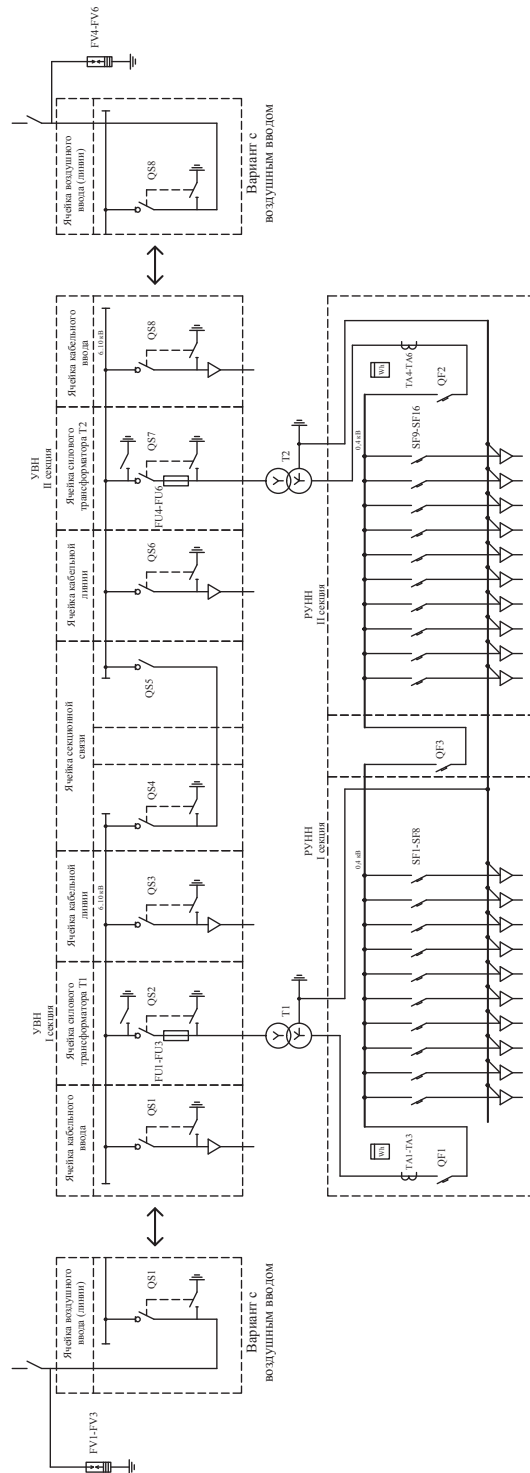 FV1-FV3
Ячейка воздушного
ввода (линии)
QS1
Вариант с
воздушным вводом
УВН
I секция
Ячейка кабельного
ввода
QS1
Ячейка силового
трансформатора Т1
QS2
FU1-FU3
Ячейка кабельной
линии
QS3
6, 10 кВ
Ячейка секционной
связи
QS4
QS5
УВН
II секция
Ячейка кабельной
линии
QS6
Ячейка силового
трансформатора Т2
QS7
FU4-FU6
Ячейка кабельного
ввода
QS8
6, 10 кВ
Ячейка воздушного
ввода (линии)
QS8
Вариант с
воздушным вводом
FV4-FV6
T1
T2
РУНН
I секция
Wh
TA1-TA3
QF1
0,4 кВ
SF1-SF8
QF3
РУНН
II секция
0,4 кВ
SF9-SF16
Wh
TA4-TA6
QF2